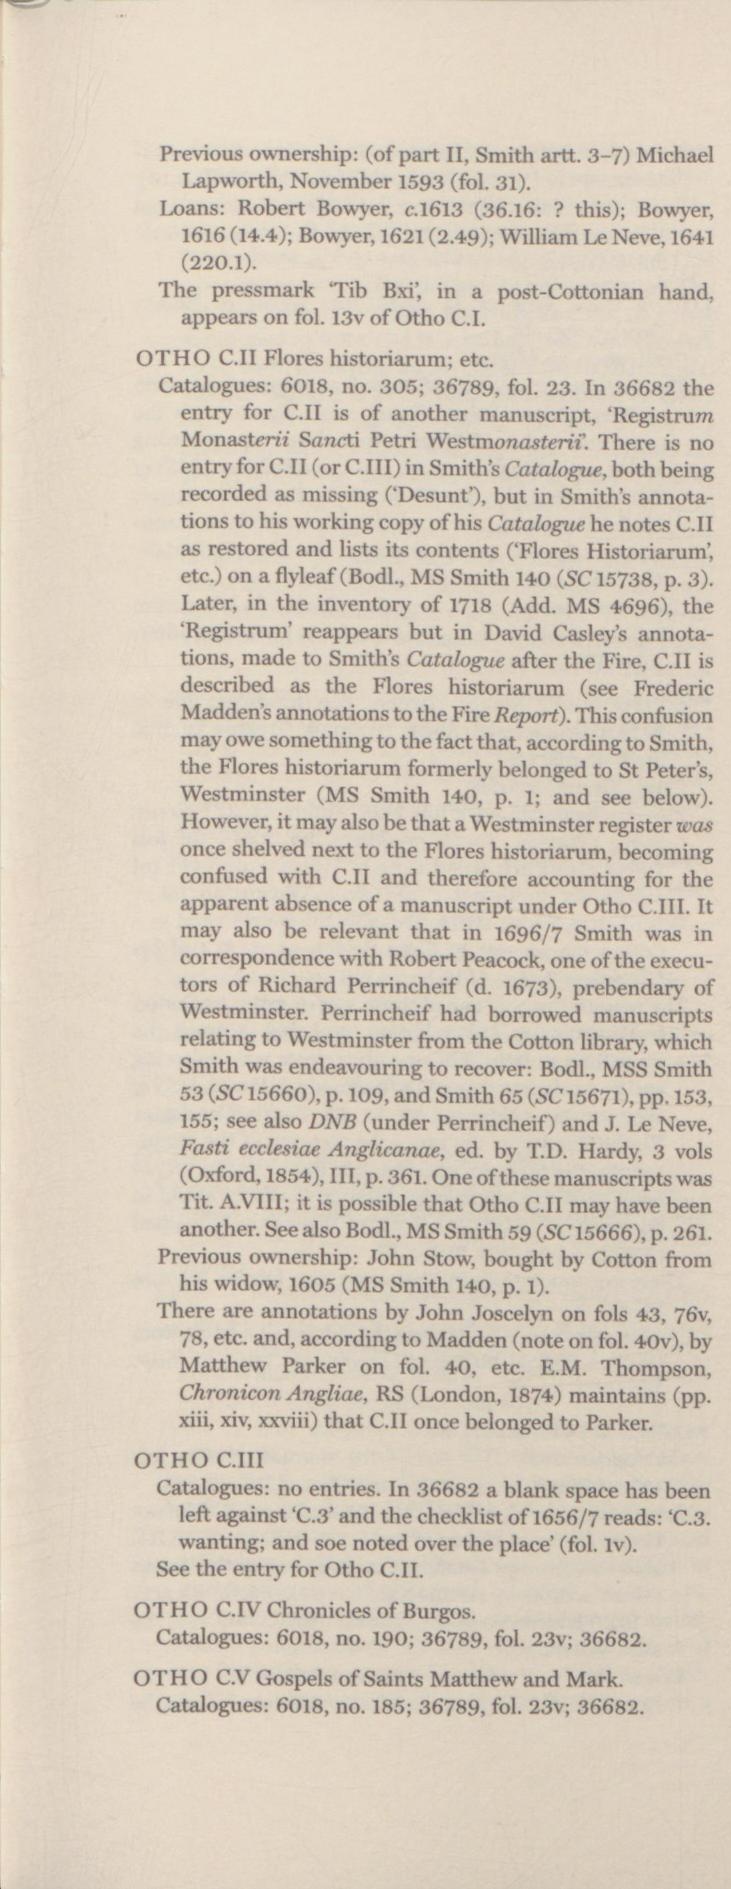 Previous ownership: (of part II, Smith artt. 3–7) Michael
Lapworth, November 1593 (fol. 31).
Loans: Robert Bowyer, c.1613 (36.16: ? this); Bowyer,
1616 (14.4); Bowyer, 1621 (2.49); William Le Neve, 1641
(220.1).
The pressmark ‘Tib Bxi’, in a post-Cottonian hand,
appears on fol. 13v of Otho C.I.
OTHO C.II Flores historiarum; etc.
Catalogues: 6018, no. 305; 36789, fol. 23. In 36682 the
entry for C.II is of another manuscript, ‘Registrum
Monasterii Sancti Petri Westmonasterii’. There is no
entry for C.II (or C.III) in Smith’s Catalogue, both being
recorded as missing (‘Desunt’), but in Smith’s annota-
tions to his working copy of his Catalogue he notes C.II
as restored and lists its contents (‘Flores Historiarum’,
etc.) on a flyleaf (Bodl., MS Smith 140 (SC 15738, p. 3).
Later, in the inventory of 1718 (Add. MS 4696), the
‘Registrum’ reappears but in David Casley’s annota-
tions, made to Smith’s Catalogue after the Fire, C.II is
described as the Flores historiarum (see Frederic
Madden’s annotations to the Fire Report). This confusion
may owe something to the fact that, according to Smith,
the Flores historiarum formerly belonged to St Peter’s,
Westminster (MS Smith 140, p. 1; and see below).
However, it may also be that a Westminster register was
once shelved next to the Flores historiarum, becoming
confused with C.II and therefore accounting for the
apparent absence of a manuscript under Otho C.III. It
may also be relevant that in 1696/7 Smith was in
correspondence with Robert Peacock, one of the execu-
tors of Richard Perrincheif (d. 1673), prebendary of
Westminster. Perrincheif had borrowed manuscripts
relating to Westminster from the Cotton library, which
Smith was endeavouring to recover: Bodl., MSS Smith
53 (SC 15660), p. 109, and Smith 65 (SC 15671), pp. 153,
155; see also DNB (under Perrincheif) and J. Le Neve,
Fasti ecclesiae Anglicanae, ed. by T.D. Hardy, 3 vols
(Oxford, 1854), III, p. 361. One of these manuscripts was
Tit. A.VIII; it is possible that Otho C.II may have been
another. See also Bodl., MS Smith 59 (SC 15666), p. 261.
Previous ownership: John Stow, bought by Cotton from
his widow, 1605 (MS Smith 140, p. 1).
There are annotations by John Joscelyn on fols 43, 76v,
78, etc. and, according to Madden (note on fol. 40v), by
Matthew Parker on fol. 40, etc. E.M. Thompson,
Chronicon Angliae, RS (London, 1874) maintains (pp.
xiii, xiv, xxviii) that C.II once belonged to Parker.
OTHO C.III
Catalogues: no entries. In 36682 a blank space has been
left against ‘C.3’ and the checklist of 1656/7 reads: ‘C.3.
wanting; and soe noted over the place’ (fol. 1v).
See the entry for Otho C.II.
OTHO C.IV Chronicles of Burgos.
Catalogues: 6018, no. 190; 36789, fol. 23v; 36682.
OTHO C.V Gospels of Saints Matthew and Mark.
Catalogues: 6018, no. 185; 36789, fol. 23v; 36682.